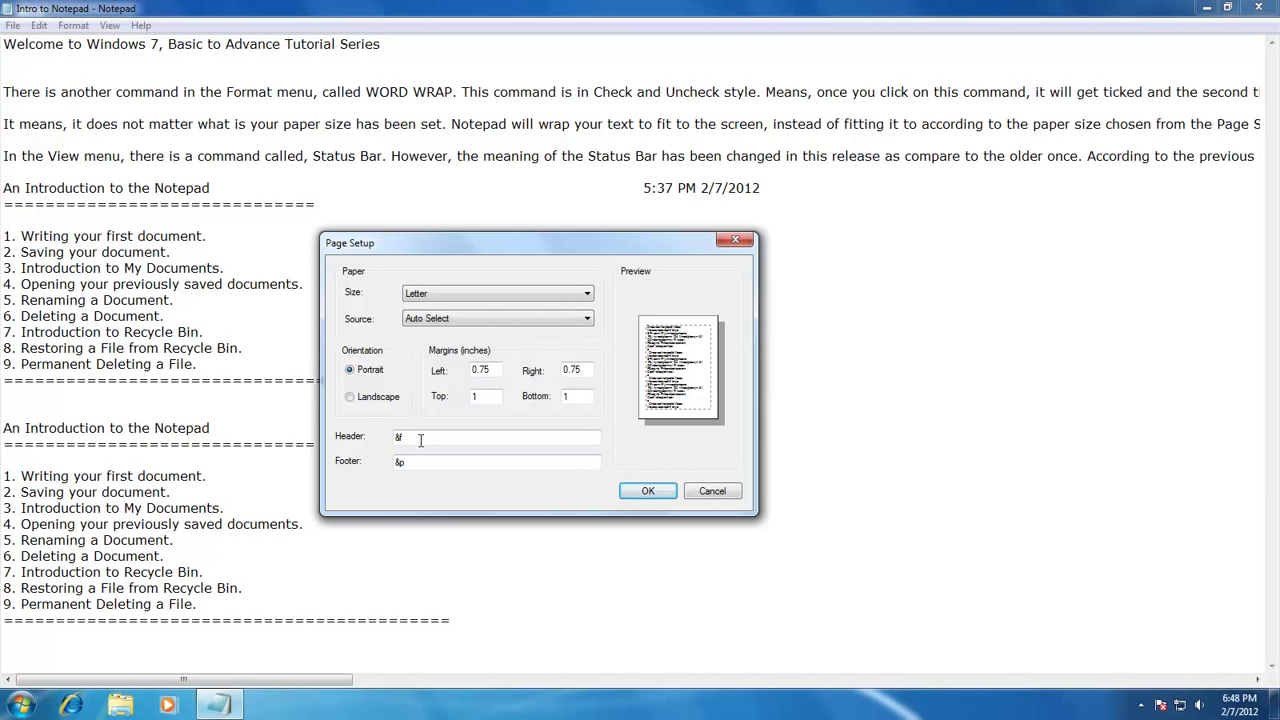 Intro to Notepad - Notepad
File Edit Format View Help
Welcome to Windows 7, Basic to Advance Tutorial Series
There is another command in the Format menu, called WORD WRAP. This command is in Check and Uncheck style. Means, once you click on this command, it will get ticked and the second t
It means, it does not matter what is your paper size has been set. Notepad will wrap your text to fit to the screen, instead of fitting it to according to the paper size chosen from the Page S
In the View menu, there is a command called, Status Bar. However, the meaning of the Status Bar has been changed in this release as compare to the older once. According to the previous
An Introduction to the Notepad 5:37 PM 2/7/2012
==============================
1. Writing your first document.
2. Saving your document.
3. Introduction to My Documents.
4. Opening your previously saved documents.
5. Renaming a Document.
6. Deleting a Document.
7. Introduction to Recycle Bin.
8. Restoring a File from Recycle Bin.
9. Permanent Deleting a File.
===============================
An Introduction to the Notepad
==============================
1. Writing your first document.
2. Saving your document.
3. Introduction to My Documents.
4. Opening your previously saved documents.
5. Renaming a Document.
6. Deleting a Document.
7. Introduction to Recycle Bin.
8. Restoring a File from Recycle Bin.
9. Permanent Deleting a File.
===========================================
Page Setup
Paper
Size: Letter
Source: Auto Select
Orientation
Portrait
Landscape
Margins (inches)
Left: 0.75 Right: 0.75
Top: 1 Bottom: 1
Header: &f
Footer: &p
Preview
OK Cancel
6:48 PM
2/7/2012